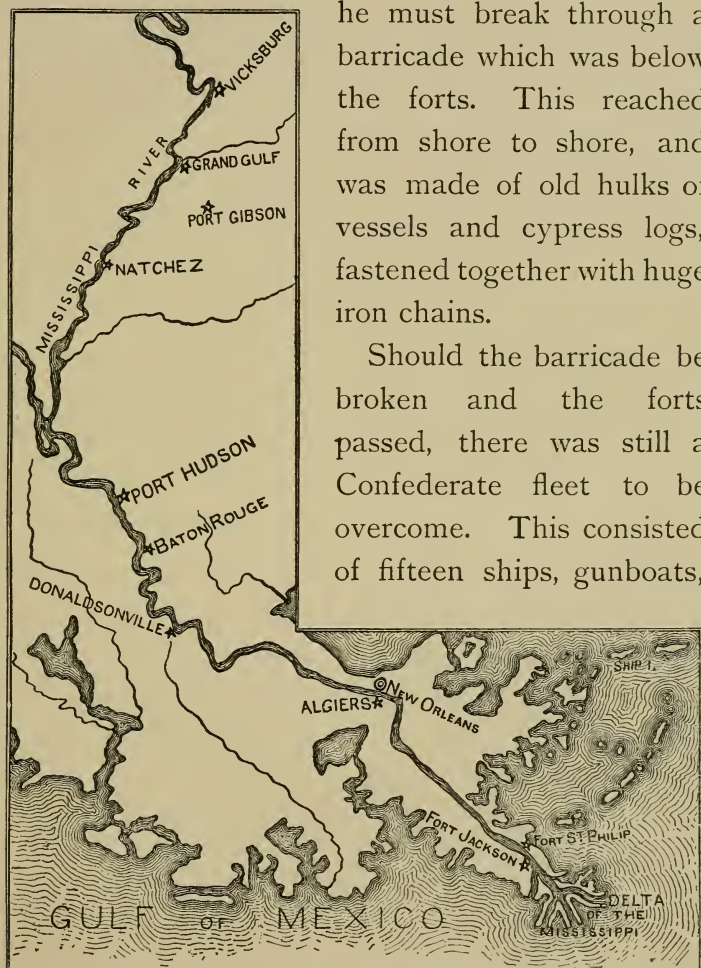 he must break through a
barricade which was below
the forts. This reached
from shore to shore, and
was made of old hulks of
vessels and cypress logs,
fastened together with huge
iron chains.
Should the barricade be
broken and the forts
passed, there was still a
Confederate fleet to be
overcome. This consisted
of fifteen ships, gunboats,
VICKSBURG
MISSISSIPPI RIVER
GRAND GULF
PORT GIBSON
NATCHEZ
PORT HUDSON
BATON ROUGE
DONALDSONVILLE
SHIP I.
NEW ORLEANS
ALGIERS
FORT JACKSON
FORT ST. PHILIP
DELTA
OF THE
MISSISSIPPI
GULF OF MEXICO